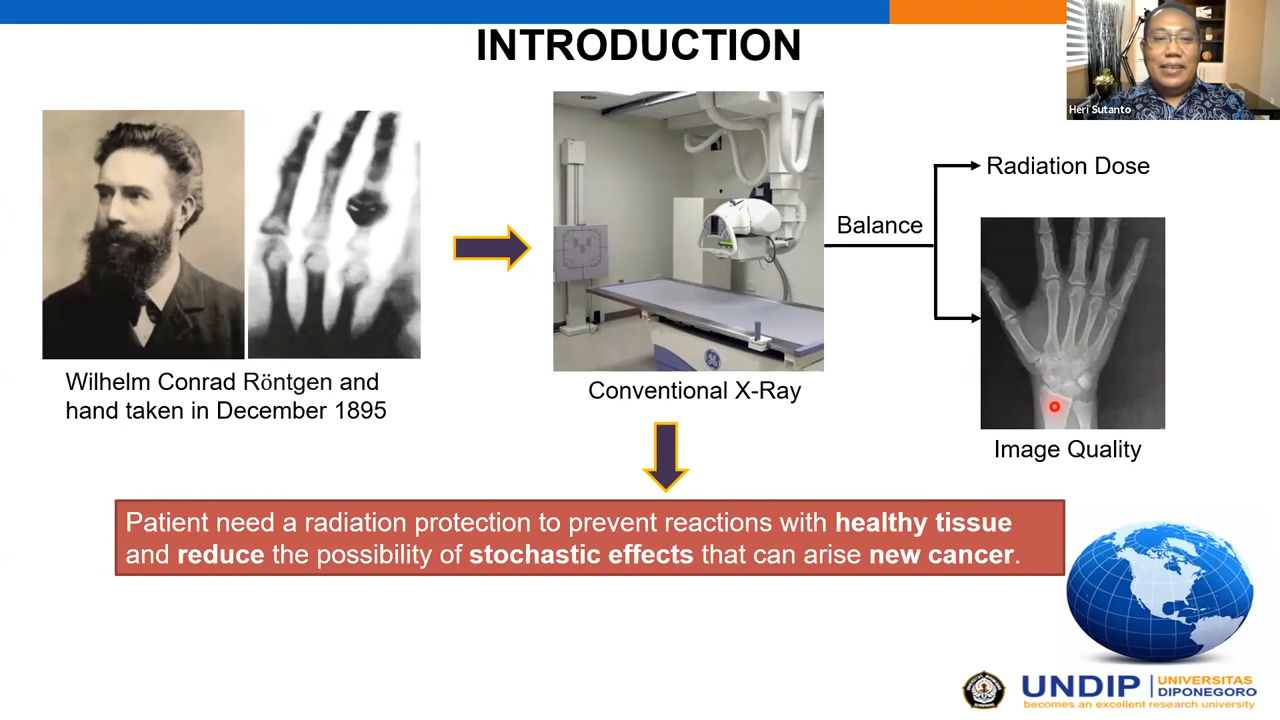 INTRODUCTION
Heri Sutanto
Wilhelm Conrad Röntgen and
hand taken in December 1895
Conventional X-Ray
Balance
Radiation Dose
Image Quality
Patient need a radiation protection to prevent reactions with healthy tissue
and reduce the possibility of stochastic effects that can arise new cancer.
UNDIP
UNIVERSITAS
DIPONEGORO
becomes an excellent research university